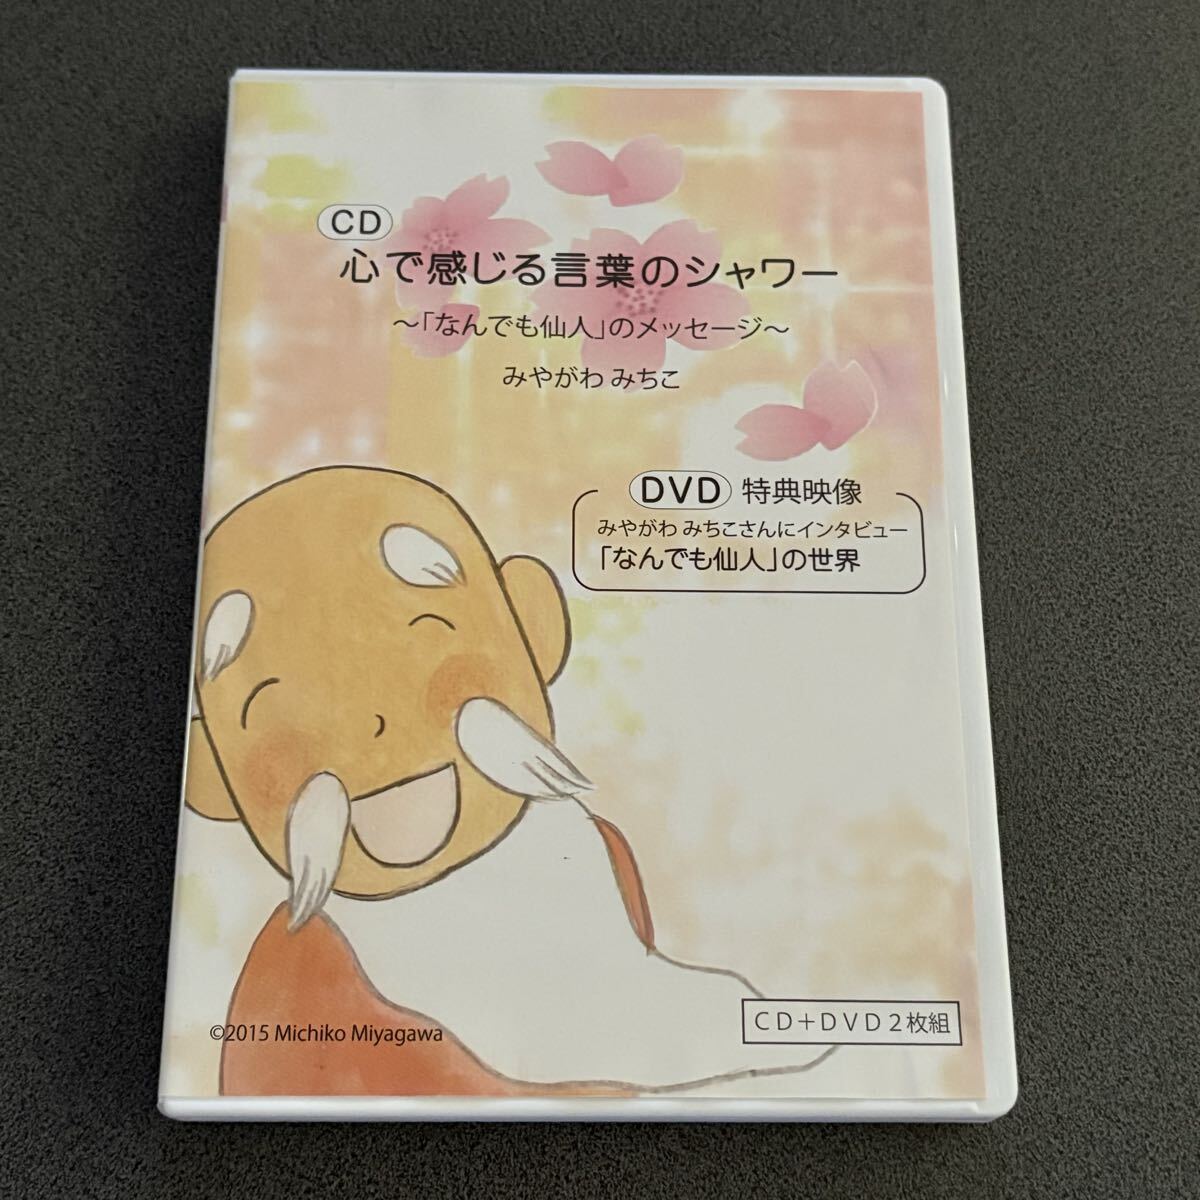 CD
心で感じる言葉のシャワー
～「なんでも仙人」のメッセージ～
みやがわ みちこ
DVD 特典映像
みやがわ みちこさんにインタビュー
「なんでも仙人」の世界
©2015 Michiko Miyagawa
CD＋DVD２枚組